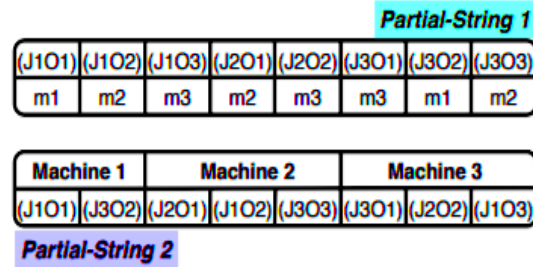 Partial-String 1
(J1O1) (J1O2) (J1O3) (J2O1) (J2O2) (J3O1) (J3O2) (J3O3)
m1 m2 m3 m2 m3 m3 m1 m2
Machine 1 Machine 2 Machine 3
(J1O1) (J3O2) (J2O1) (J1O2) (J3O3) (J3O1) (J2O2) (J1O3)
Partial-String 2